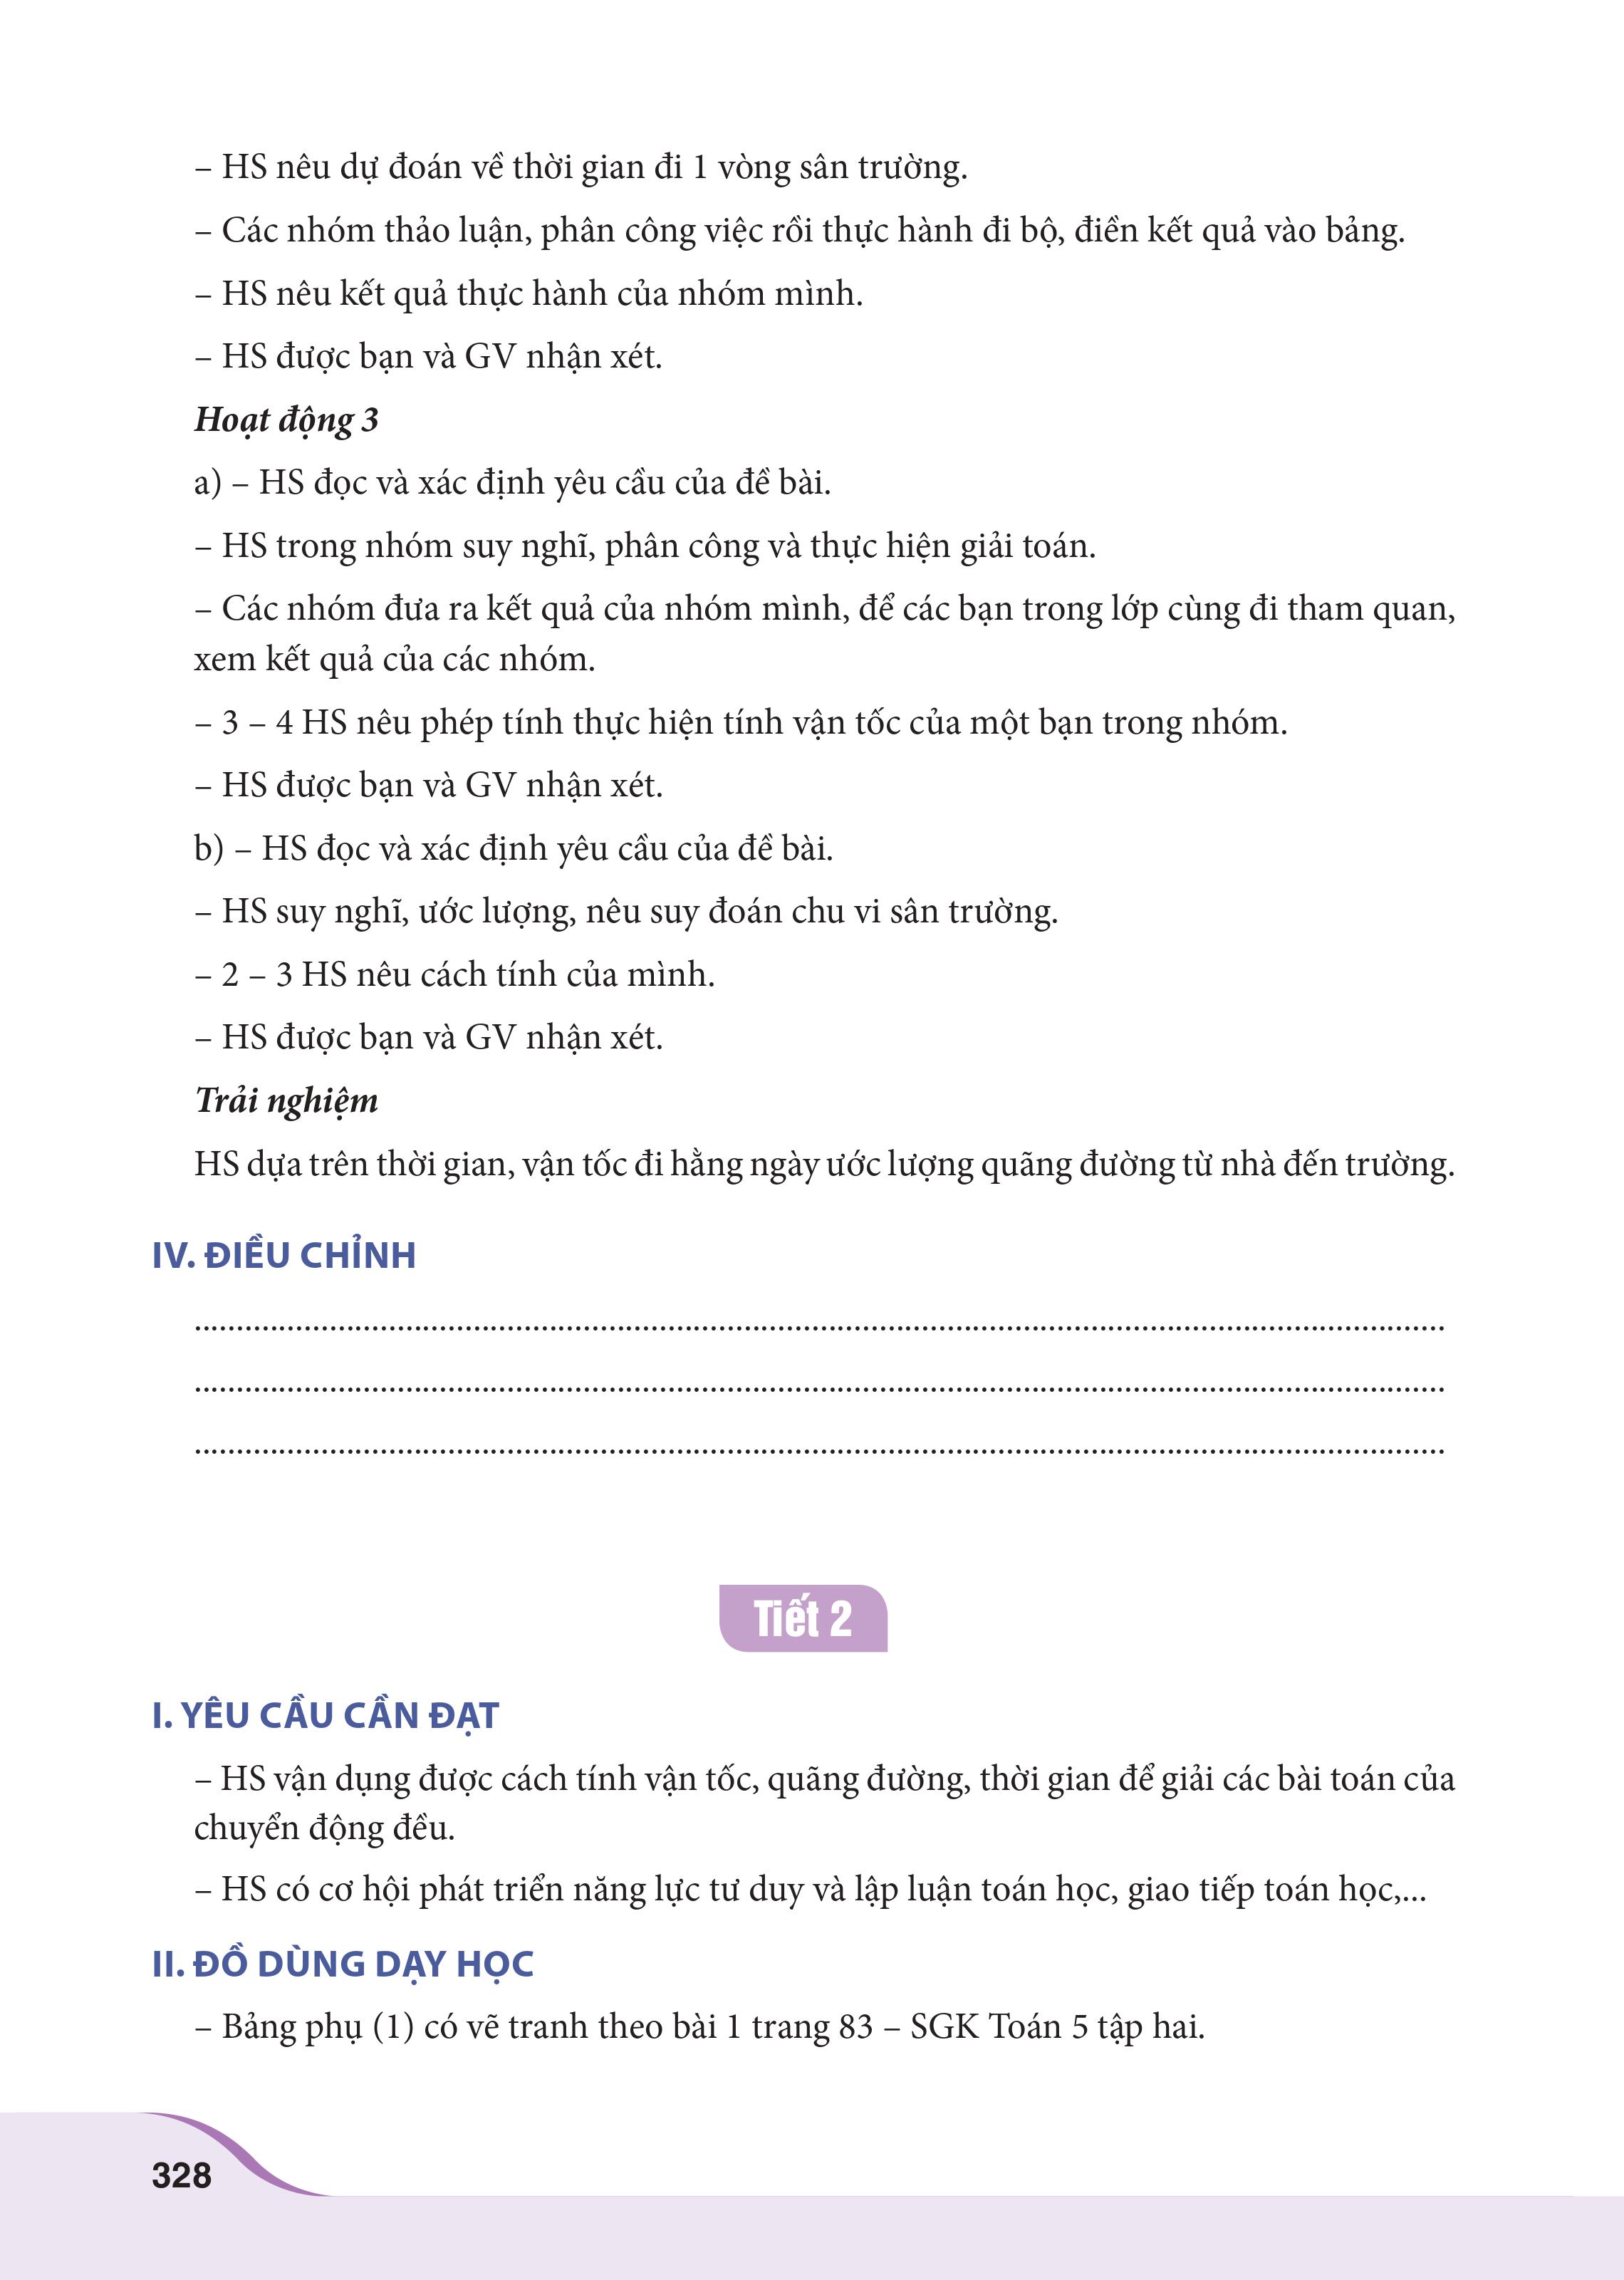 – HS nêu dự đoán về thời gian đi 1 vòng sân trường.
– Các nhóm thảo luận, phân công việc rồi thực hành đi bộ, điền kết quả vào bảng.
– HS nêu kết quả thực hành của nhóm mình.
– HS được bạn và GV nhận xét.
Hoạt động 3
a) – HS đọc và xác định yêu cầu của đề bài.
– HS trong nhóm suy nghĩ, phân công và thực hiện giải toán.
– Các nhóm đưa ra kết quả của nhóm mình, để các bạn trong lớp cùng đi tham quan,
xem kết quả của các nhóm.
– 3 – 4 HS nêu phép tính thực hiện tính vận tốc của một bạn trong nhóm.
– HS được bạn và GV nhận xét.
b) – HS đọc và xác định yêu cầu của đề bài.
– HS suy nghĩ, ước lượng, nêu suy đoán chu vi sân trường.
– 2 – 3 HS nêu cách tính của mình.
– HS được bạn và GV nhận xét.
Trải nghiệm
HS dựa trên thời gian, vận tốc đi hằng ngày ước lượng quãng đường từ nhà đến trường.
IV. ĐIỀU CHỈNH
....................................................................................................
....................................................................................................
....................................................................................................
Tiết 2
I. YÊU CẦU CẦN ĐẠT
– HS vận dụng được cách tính vận tốc, quãng đường, thời gian để giải các bài toán của
chuyển động đều.
– HS có cơ hội phát triển năng lực tư duy và lập luận toán học, giao tiếp toán học,...
II. ĐỒ DÙNG DẠY HỌC
– Bảng phụ (1) có vẽ tranh theo bài 1 trang 83 – SGK Toán 5 tập hai.
328